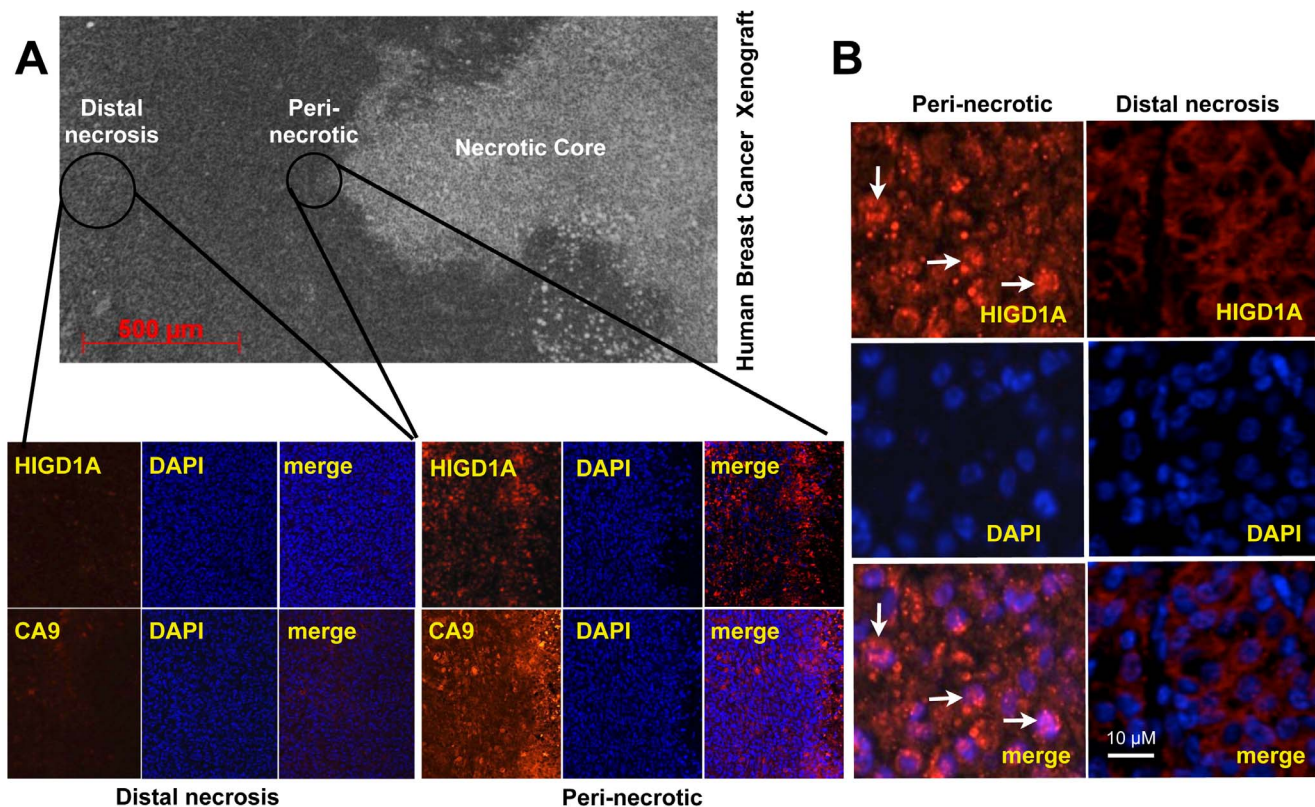 A
Distal
necrosis
Peri-
necrotic
Necrotic Core
Human Breast Cancer Xenograft
500 µm
HIGD1A
DAPI
merge
HIGD1A
DAPI
merge
CA9
DAPI
merge
CA9
DAPI
merge
Distal necrosis
Peri-necrotic
B
Peri-necrotic
Distal necrosis
HIGD1A
HIGD1A
DAPI
DAPI
merge
10 µM
merge